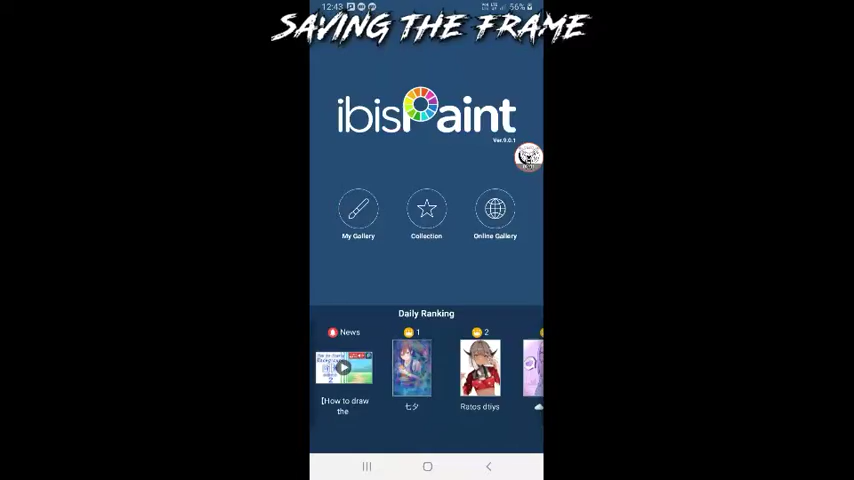 12:43
56%
SAVING THE FRAME
ibisPaint
Ver.9.0.1
My Gallery
Collection
Online Gallery
Daily Ranking
News
1
2
【How to draw
the
七夕
Ratos dtiys